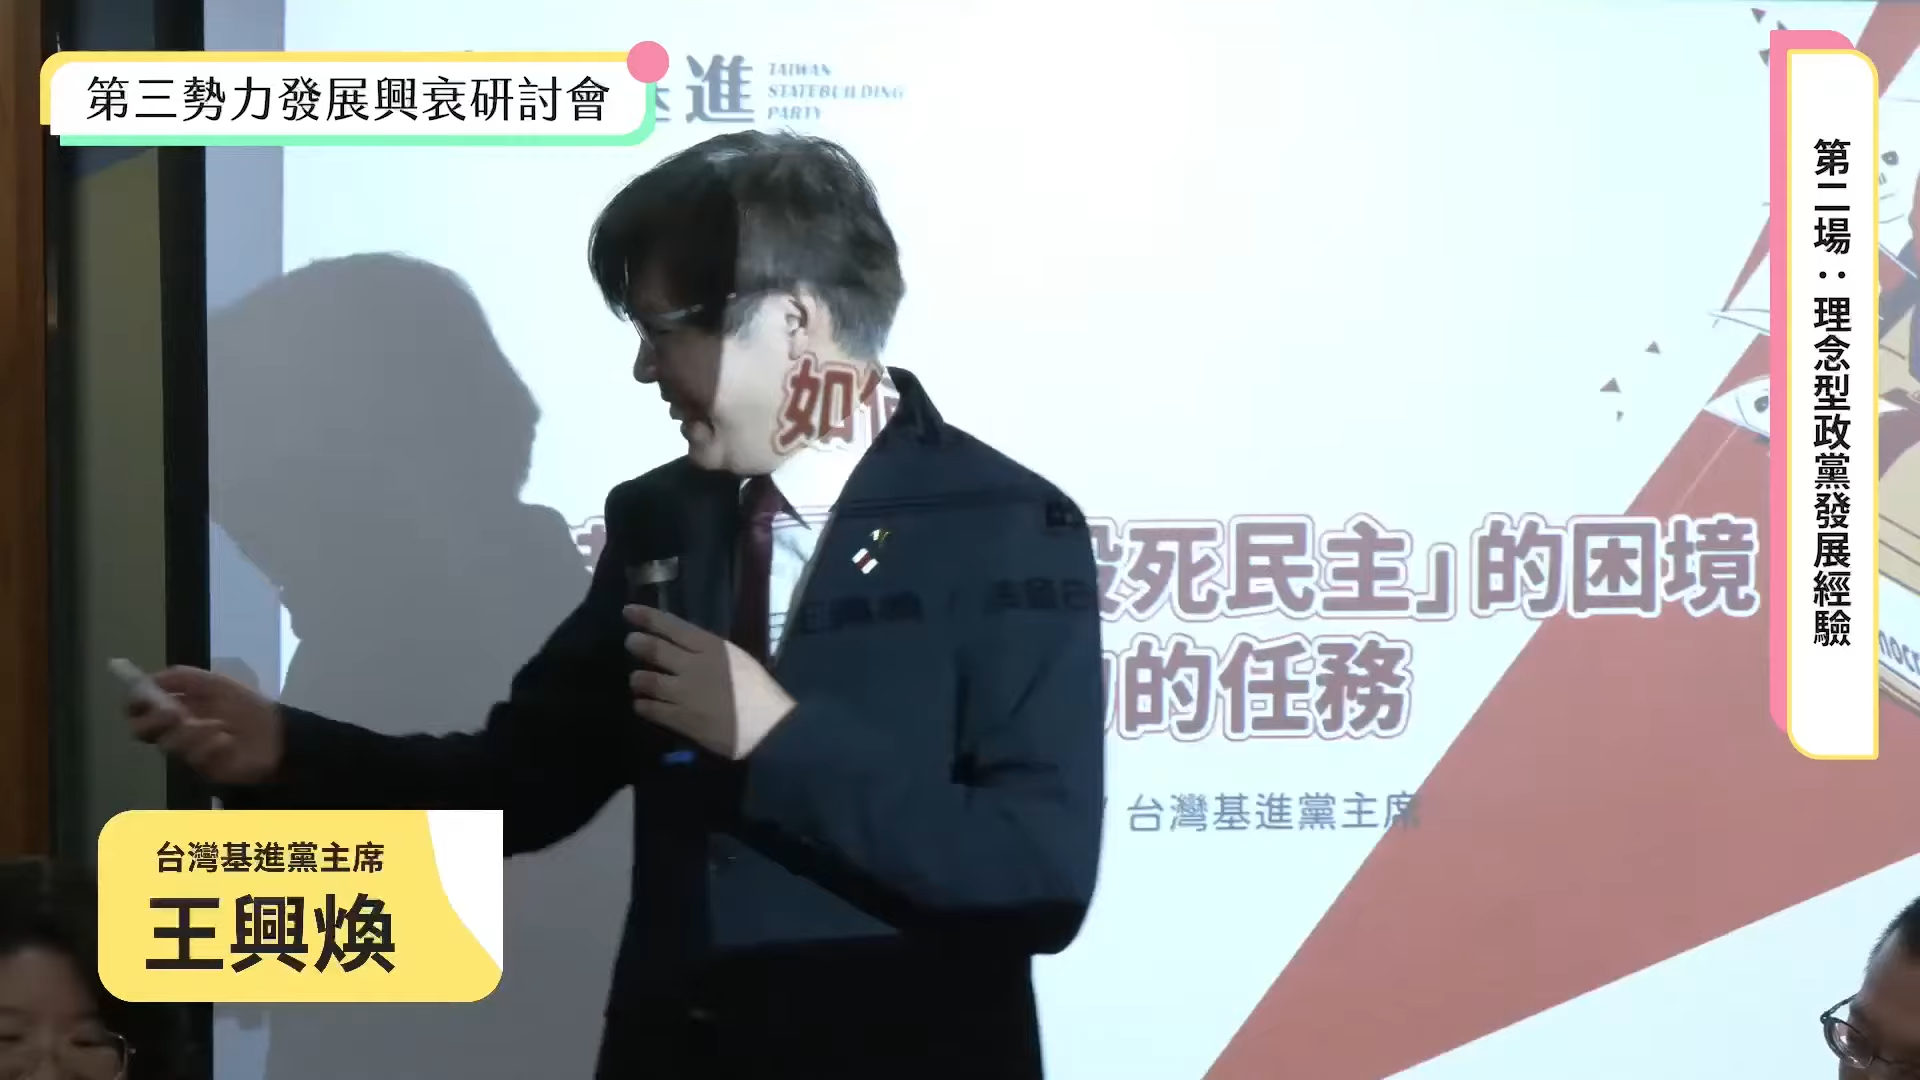 第三勢力發展興衰研討會
進
TAIWAN
STATEBUILDING
PARTY
第二場：理念型政黨發展經驗
如何
死民主」的困境
的任務
台灣基進黨主席
台灣基進黨主席
王興煥